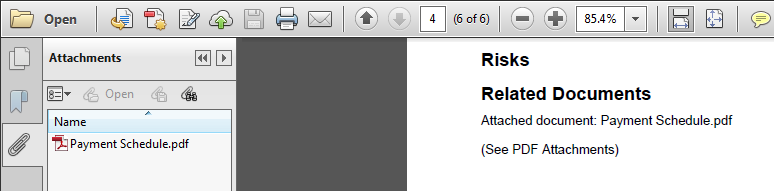 Open
4
(6 of 6)
85.4%
Attachments
Open
Name
Payment Schedule.pdf
Risks
Related Documents
Attached document: Payment Schedule.pdf
(See PDF Attachments)